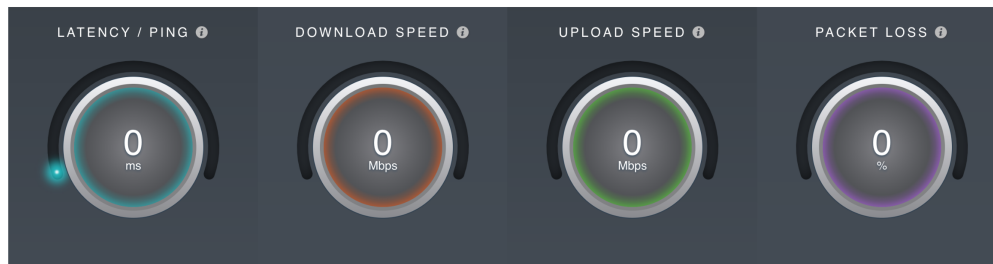 LATENCY / PING i
DOWNLOAD SPEED i
UPLOAD SPEED i
PACKET LOSS i
0
ms
0
Mbps
0
Mbps
0
%